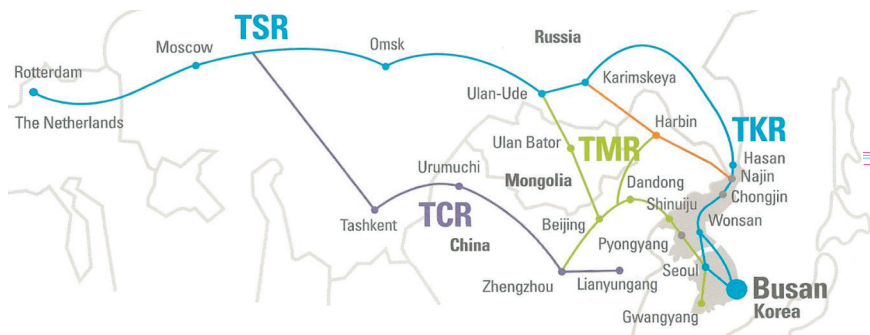 TSR
Moscow
Omsk
Russia
Rotterdam
Karimskeya
Ulan-Ude
The Netherlands
Harbin
TKR
Ulan Bator
TMR
Hasan
Urumuchi
Najin
Mongolia
Dandong
Chongjin
Shinuiju
TCR
Tashkent
Beijing
Wonsan
China
Pyongyang
Seoul
Zhengzhou
Lianyungang
Busan
Korea
Gwangyang